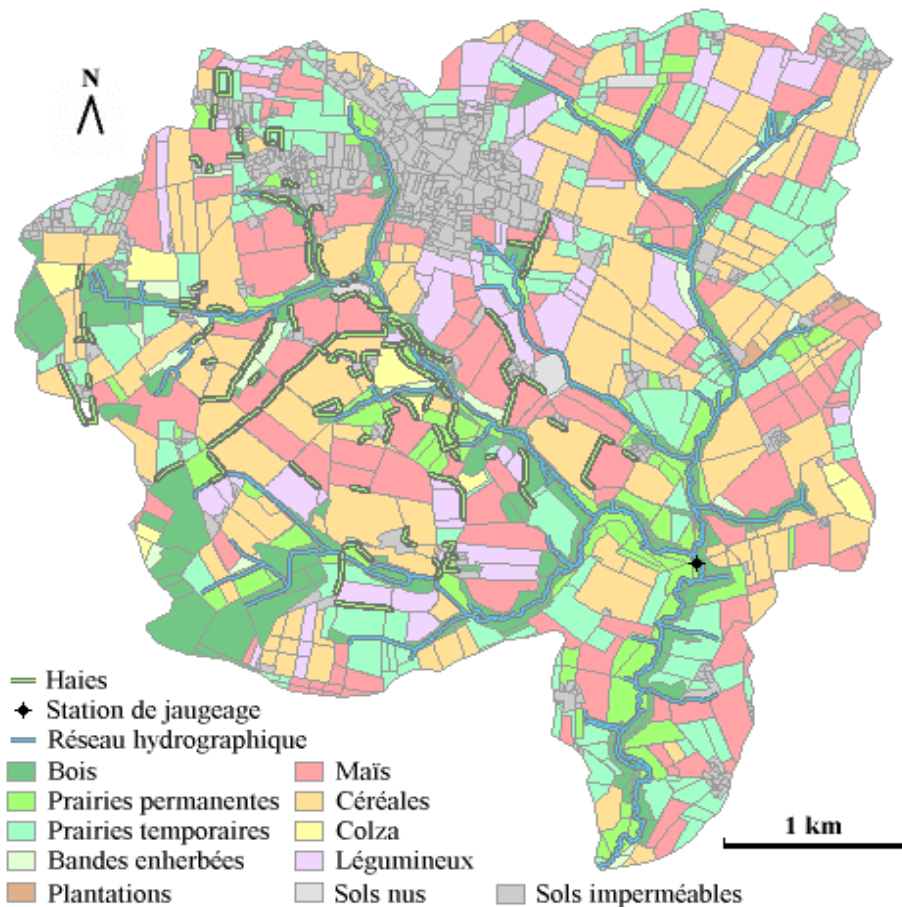 N
Haies
Station de jaugeage
Réseau hydrographique
Bois
Maïs
Prairies permanentes
Céréales
Prairies temporaires
Colza
1 km
Bandes enherbées
Légumineux
Plantations
Sols nus
Sols imperméables